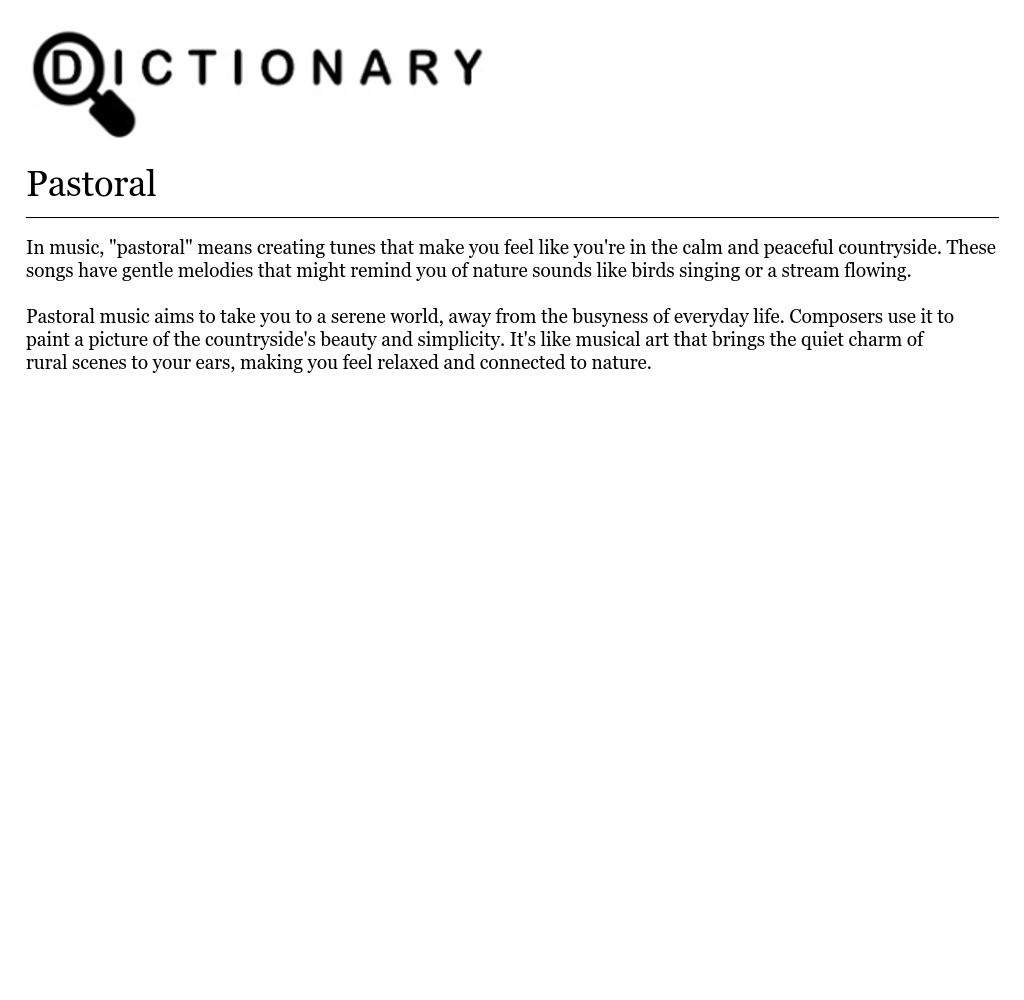 DICTIONARY
Pastoral
In music, "pastoral" means creating tunes that make you feel like you're in the calm and peaceful countryside. These
songs have gentle melodies that might remind you of nature sounds like birds singing or a stream flowing.
Pastoral music aims to take you to a serene world, away from the busyness of everyday life. Composers use it to
paint a picture of the countryside's beauty and simplicity. It's like musical art that brings the quiet charm of
rural scenes to your ears, making you feel relaxed and connected to nature.